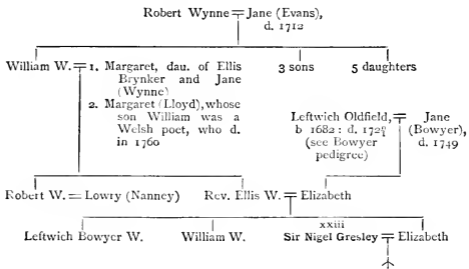 Robert Wynne = Jane (Evans),
d. 1712
William W. = 1. Margaret, dau. of Ellis
Brynker and Jane
(Wynne)
2. Margaret (Lloyd), whose
son William was a
Welsh poet, who d.
in 1760
3 sons
5 daughters
Leftwich Oldfield, = Jane
b 1682: d. (see Bowyer pedigree)
(Bowyer),
d. 1749
Robert W. = Lowry (Nanney)
Rev. Ellis W. = Elizabeth
Leftwich Bowyer W.
William W.
xxiii
Sir Nigel Gresley = Elizabeth